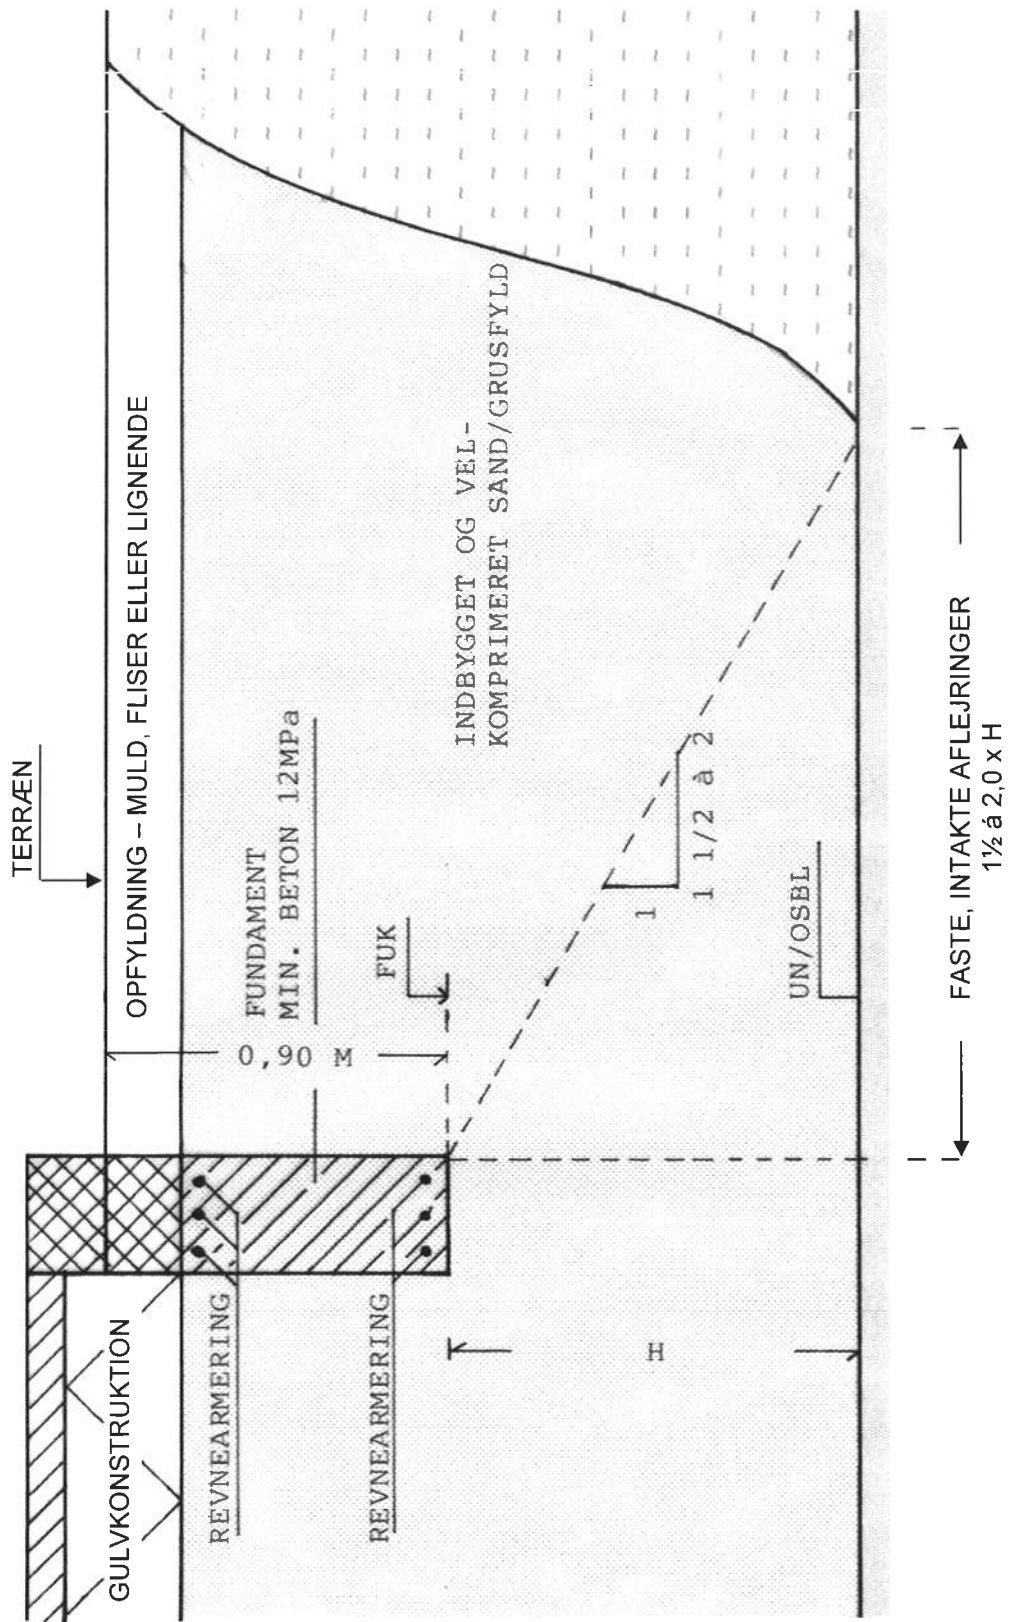 TERRÆN
OPFYLDNING – MULD, FLISER ELLER LIGNENDE
FUNDAMENT
MIN. BETON 12MPa
0,90 M
FUK
INDBYGGET OG VEL-
KOMPRIMERET SAND/GRUSFYLD
GULVKONSTRUKTION
REVNEARMERING
REVNEARMERING
1
1 1/2 à 2
H
UN/OSBL
FASTE, INTAKTE AFLEJRINGER
1½ á 2,0 x H